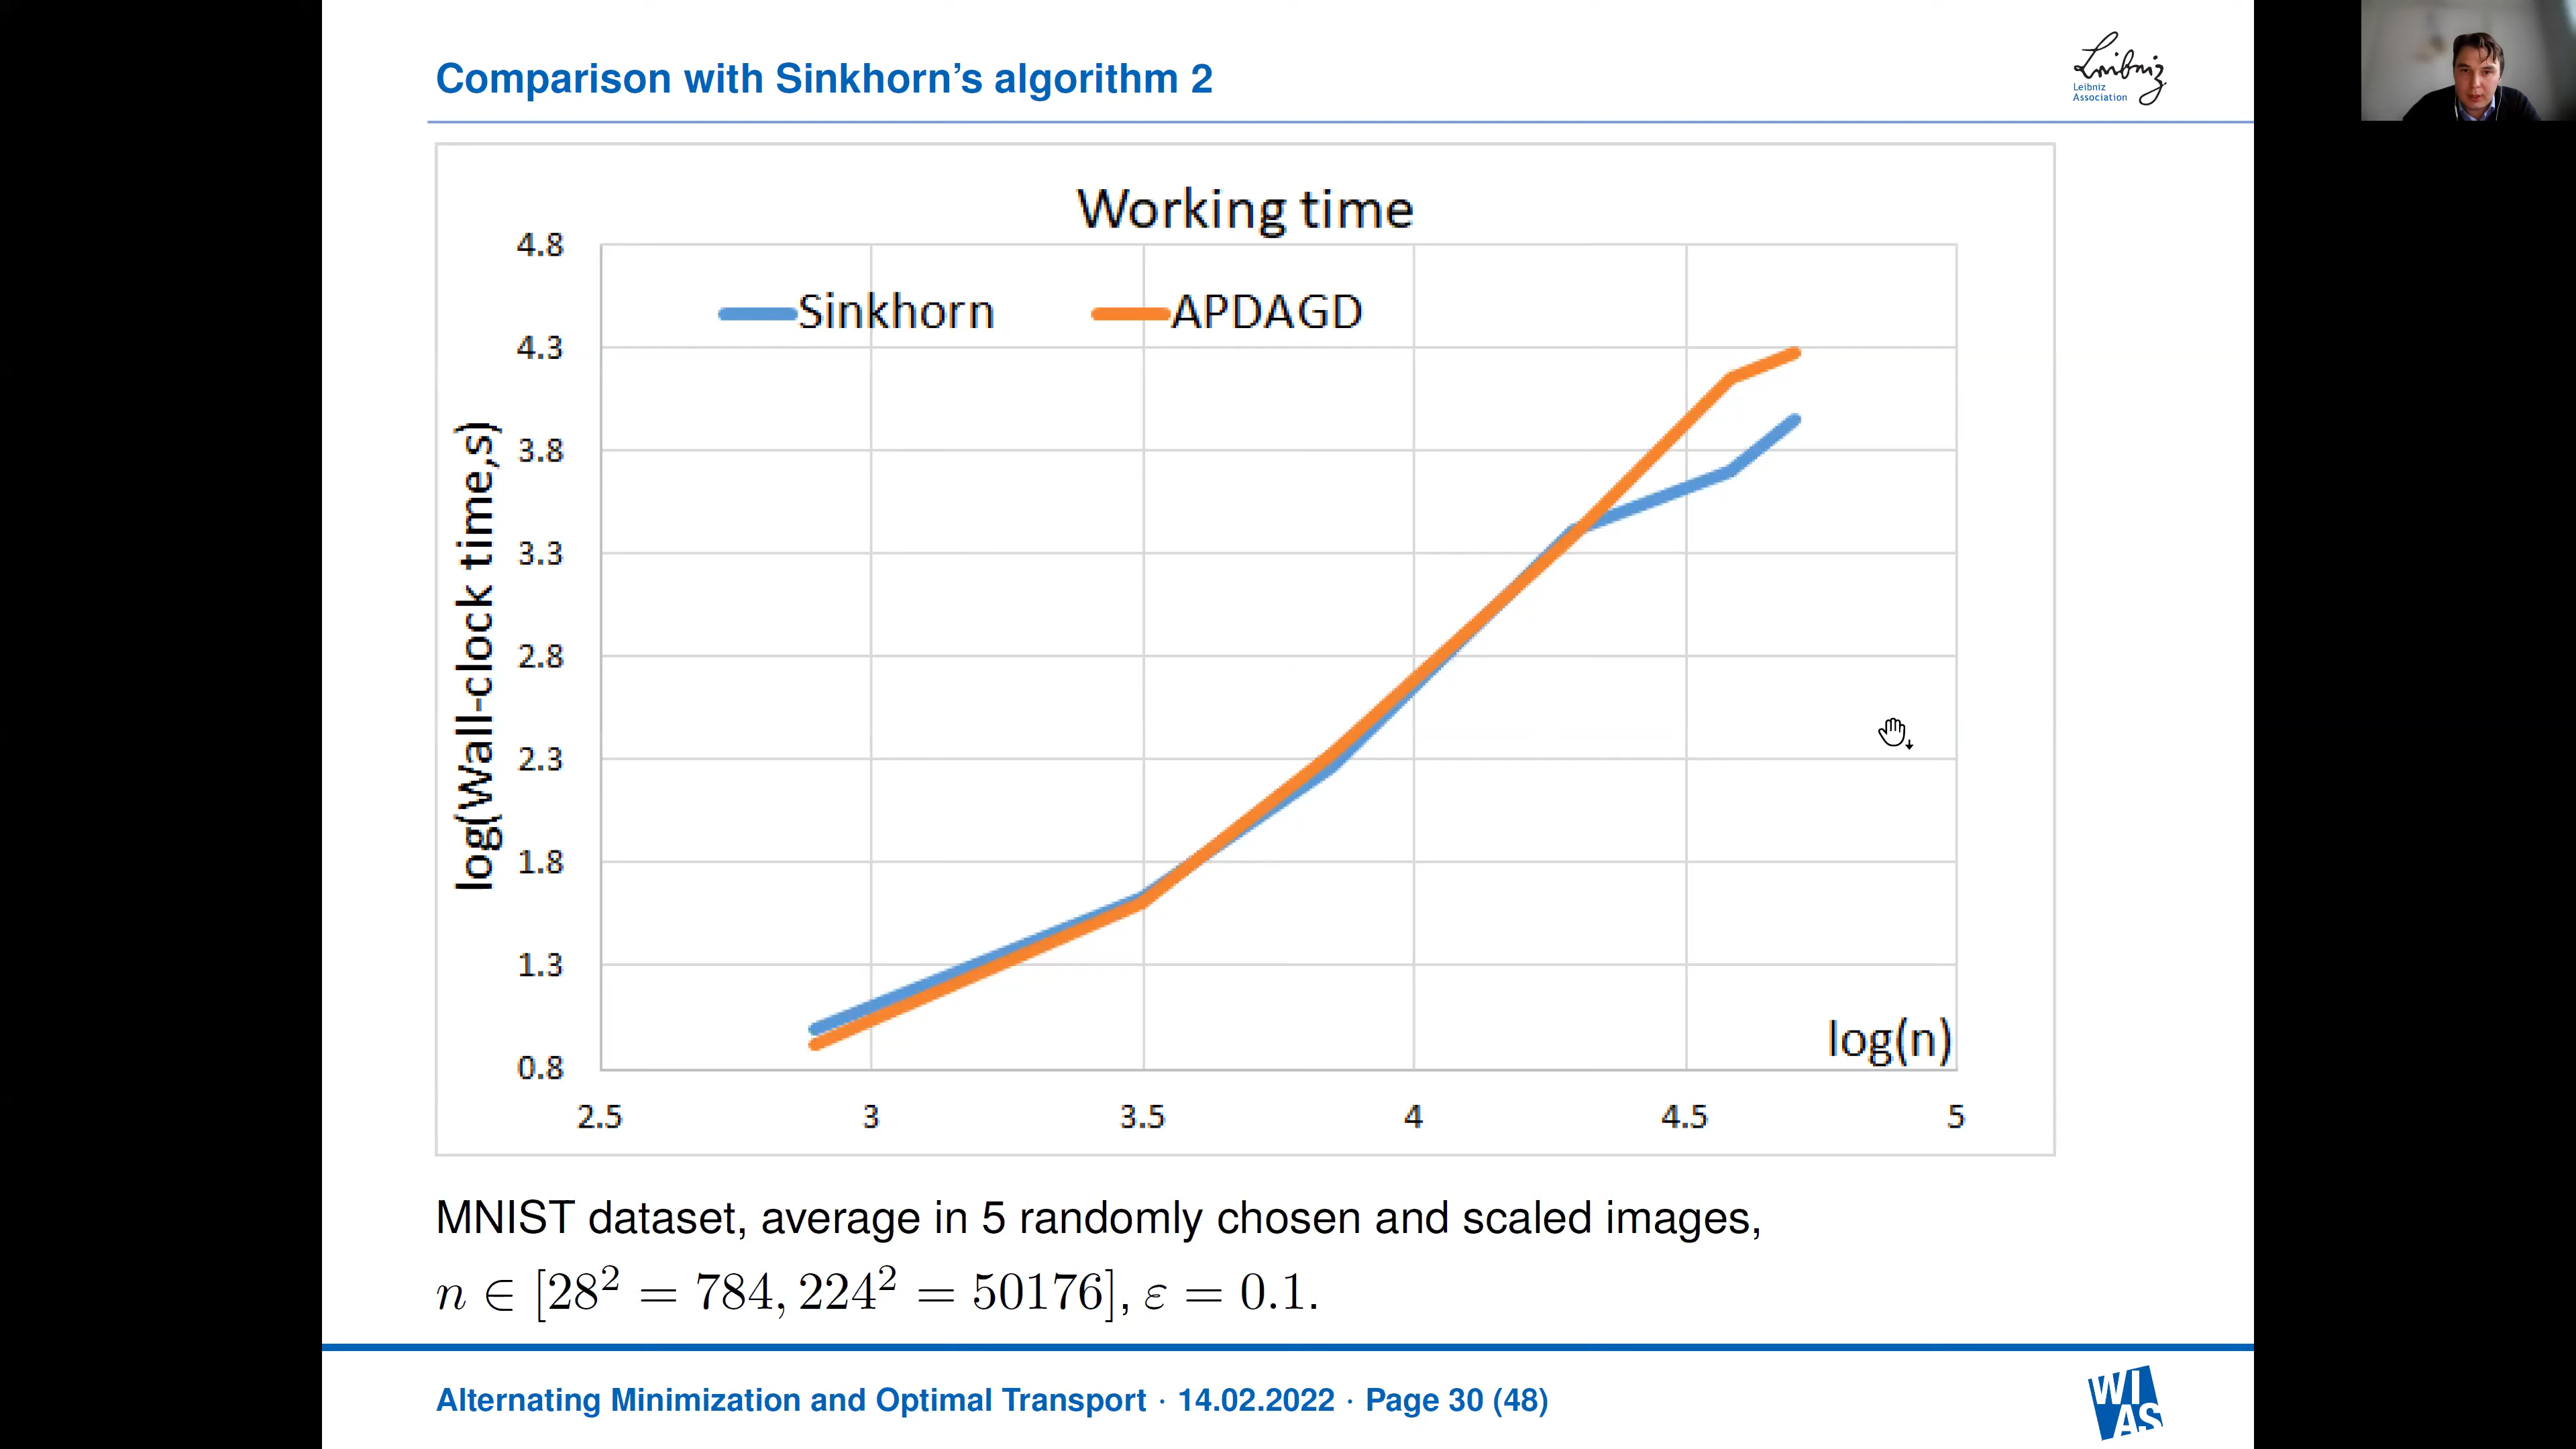 Comparison with Sinkhorn's algorithm 2
Leibniz
Leibniz
Association
Working time
Sinkhorn
APDAGD
log(Wall-clock time,s)
4.8
4.3
3.8
3.3
2.8
2.3
1.8
1.3
0.8
log(n)
2.5 3 3.5 4 4.5 5
MNIST dataset, average in 5 randomly chosen and scaled images,
n ∈ [28² = 784, 224² = 50176], ε = 0.1.
Alternating Minimization and Optimal Transport · 14.02.2022 · Page 30 (48)
WI
AS